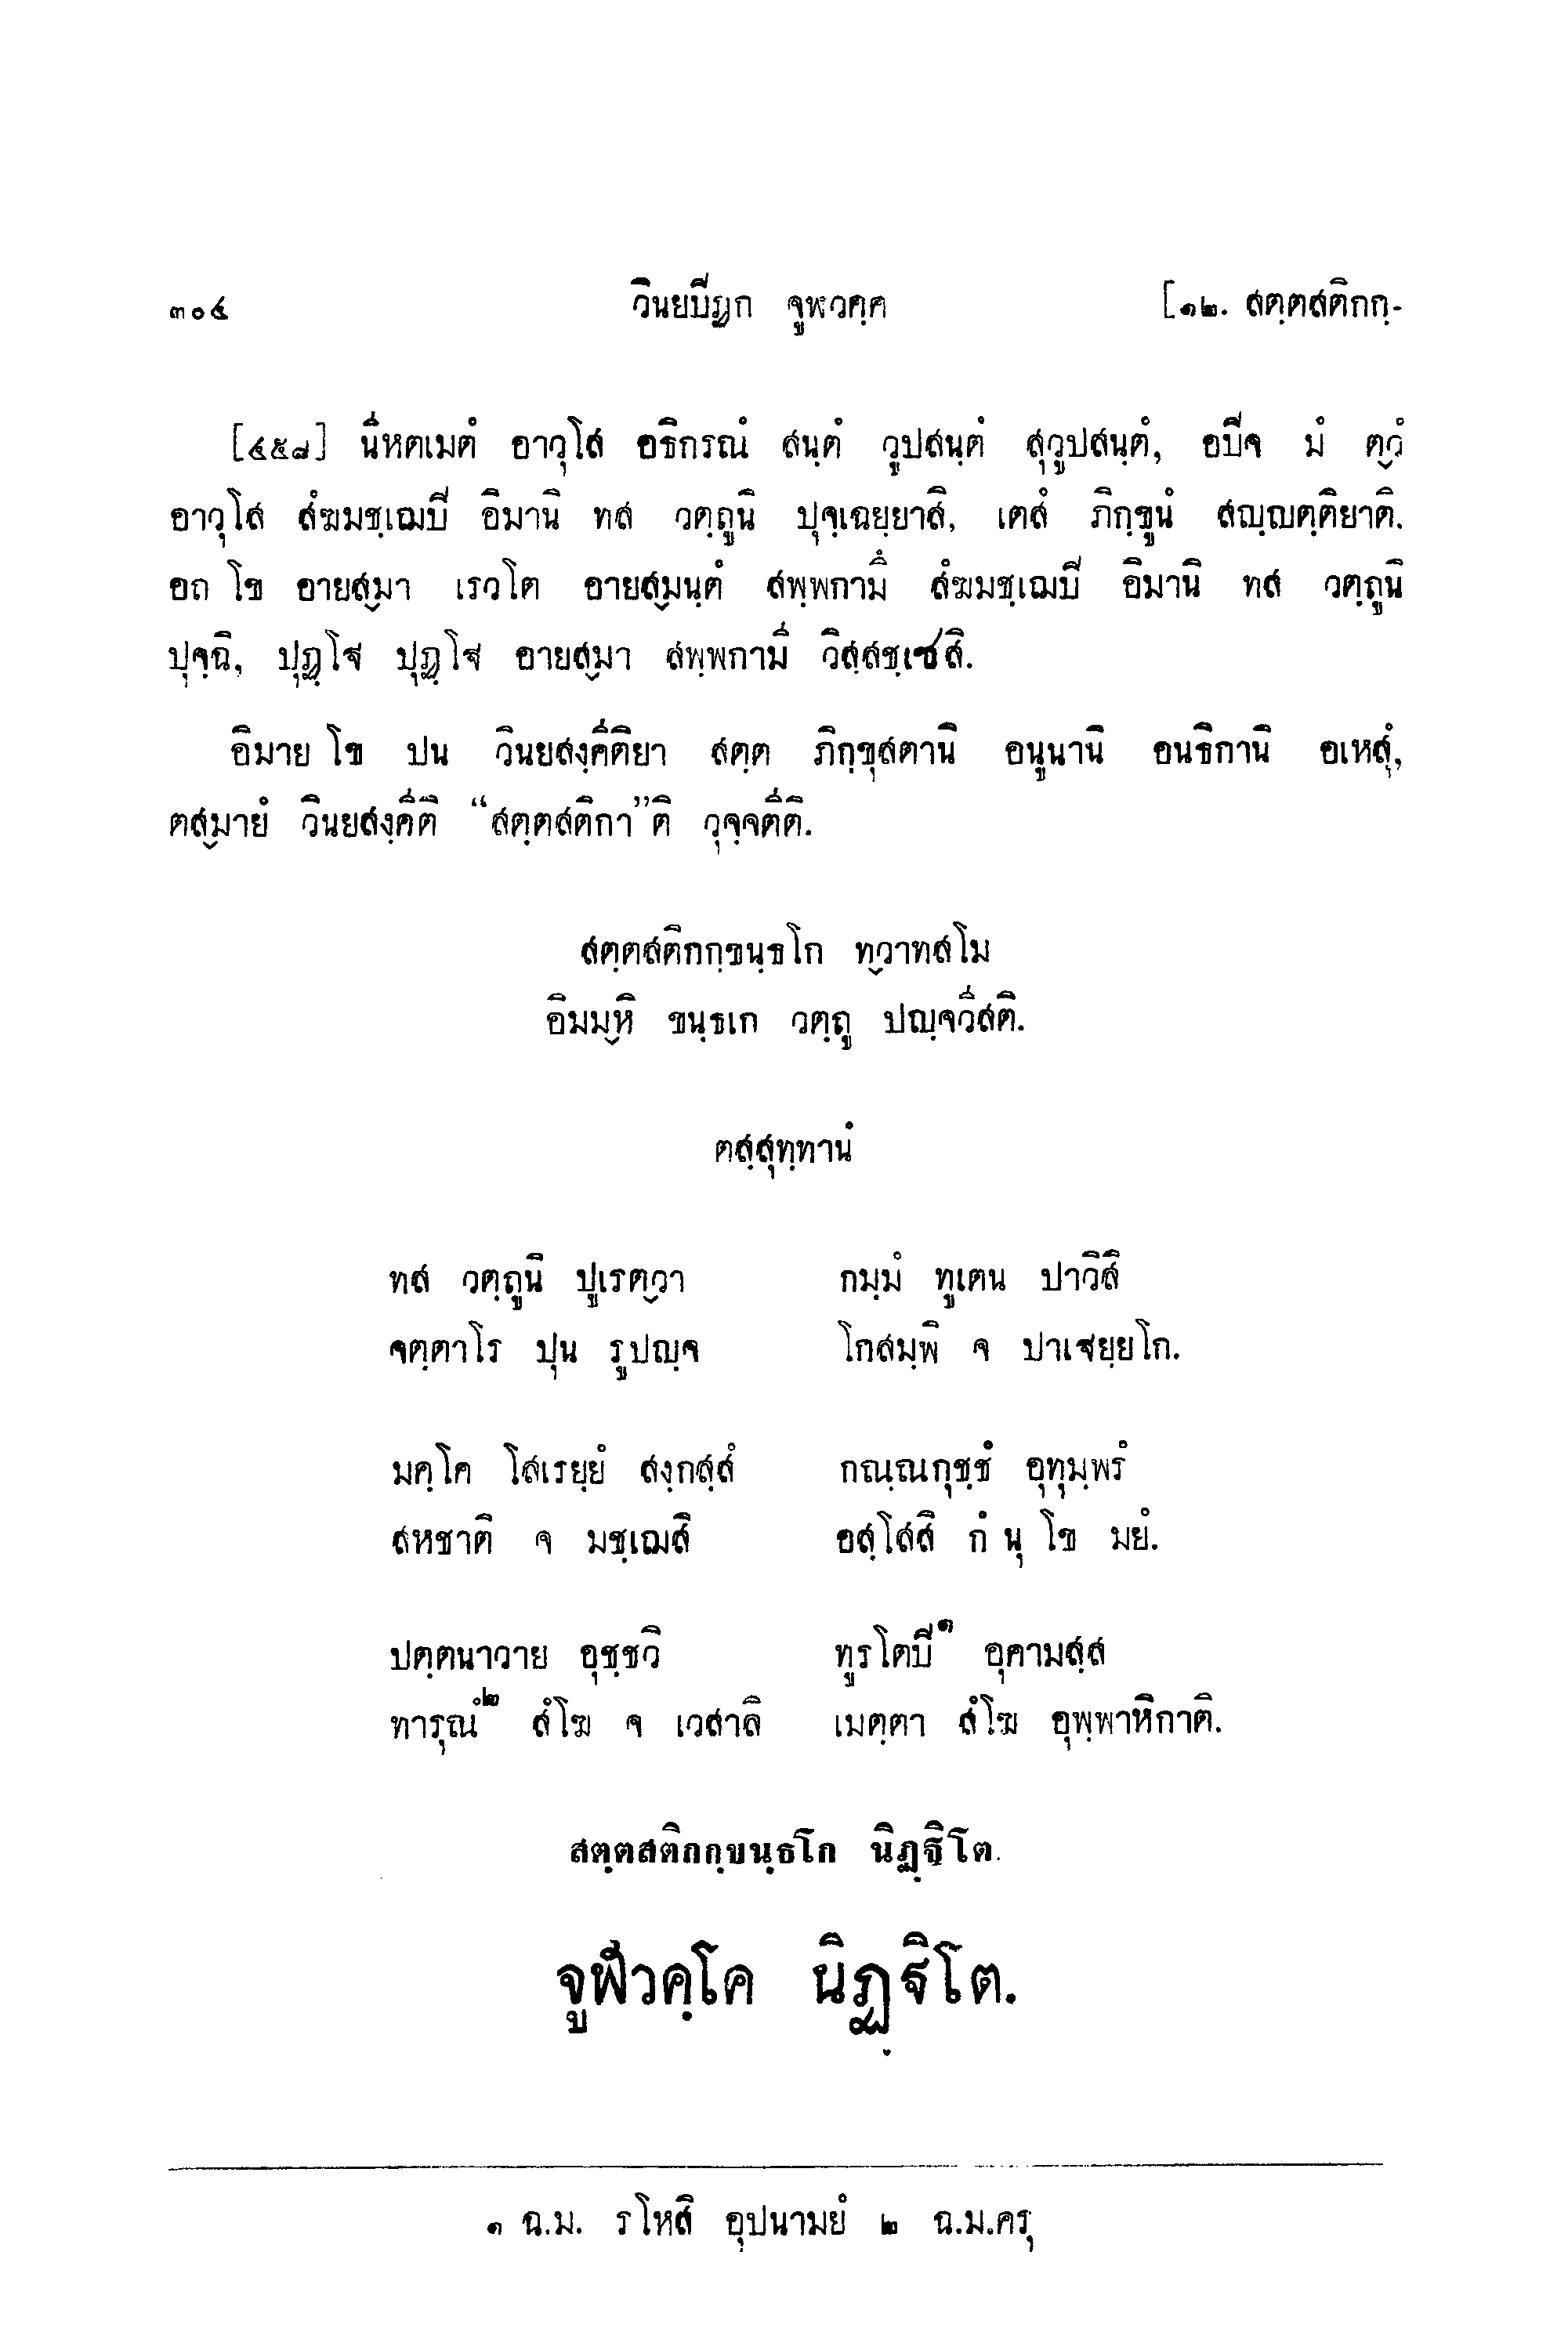 ๓๐๔ วินยปิฏก จูฬวคฺค [๑๒. สตฺตสติกกฺ-
[๔๕๘] นิหตเมตํ อาวุโส อธิกรณํ สนฺตํ วูปสนฺตํ สุวูปสนฺตํ, อปิจ มํ ตฺวํ
อาวุโส สํฆมชฺเฌปิ อิมานิ ทส วตฺถูนิ ปุจฺเฉยฺยาสิ, เตสํ ภิกฺขูนํ สญฺญตฺติยาติ.
อถ โข อายสฺมา เรวโต อายสฺมนฺตํ สพฺพกามึ สํฆมชฺเฌปิ อิมานิ ทส วตฺถูนิ
ปุจฺฉิ, ปุฏฺโฐ ปุฏฺโฐ อายสฺมา สพฺพกามี วิสฺสชฺเชสิ.
อิมาย โข ปน วินยสงฺคีติยา สตฺต ภิกฺขุสตานิ อนูนานิ อนธิกานิ อเหสุํ,
ตสฺมายํ วินยสงฺคีติ “สตฺตสติกา”ติ วุจฺจตีติ.
สตฺตสติกกฺขนฺธโก ทฺวาทสโม
อิมมฺหิ ขนฺธเก วตฺถู ปญฺจวีสติ.
ตสฺสุทฺทานํ
ทส วตฺถูนิ ปูเรตฺวา กมฺมํ ทูเตน ปาวิสิ
จตฺตาโร ปุน รูปญฺจ โกสมฺพิ จ ปาเฐยฺยโก.
มคฺโค โสเรยฺยํ สงฺกสฺสํ กณฺณกุชฺชํ อุทุมฺพรํ
สหชาติ จ มชฺเฌสิ อสฺโสสิ กํ นุ โข มยํ.
ปตฺตนาวาย อุชฺชวิ ทูรโตปิ๑ อุคามสฺส
ทารุณํ๒ สํโฆ จ เวสาลิ เมตฺตา สํโฆ อุพฺพาหิกาติ.
สตฺตสติกกฺขนฺธโก นิฏฺฐิโต.
จูฬวคฺโค นิฏฺฐิโต.
๑ ฉ.ม. รโหสิ อุปนามยํ ๒ ฉ.ม.ครุ